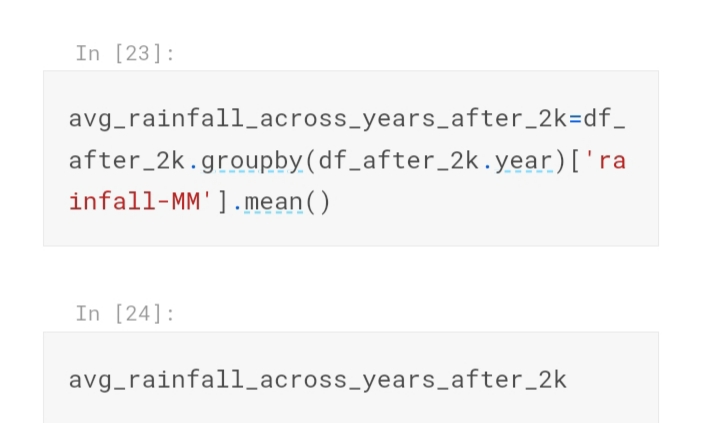 In [23]:
avg_rainfall_across_years_after_2k=df_
after_2k.groupby(df_after_2k.year)['ra
infall-MM'].mean()
In [24]:
avg_rainfall_across_years_after_2k